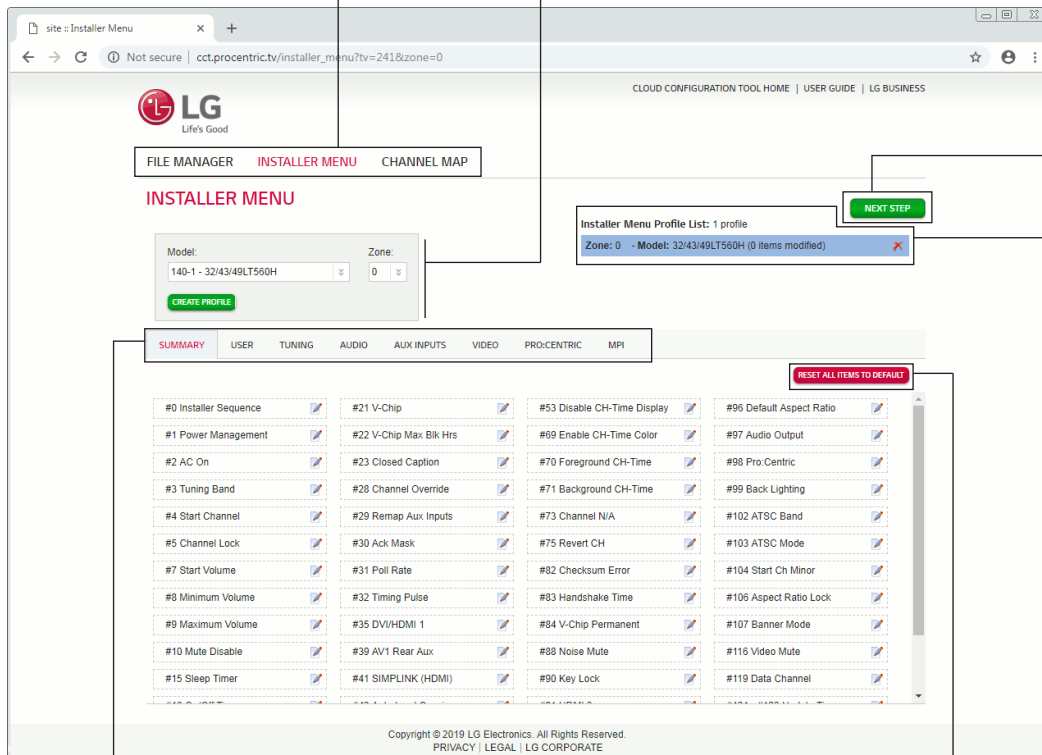 site :: Installer Menu
Not secure | cct.procentric.tv/installer_menu?tv=241&zone=0
CLOUD CONFIGURATION TOOL HOME | USER GUIDE | LG BUSINESS
LG
Life's Good
FILE MANAGER INSTALLER MENU CHANNEL MAP
INSTALLER MENU
NEXT STEP
Installer Menu Profile List: 1 profile
Zone: 0 - Model: 32/43/49LT560H (0 items modified)
Model: Zone:
140-1 - 32/43/49LT560H 0
CREATE PROFILE
SUMMARY USER TUNING AUDIO AUX INPUTS VIDEO PRO:CENTRIC MPI
RESET ALL ITEMS TO DEFAULT
#0 Installer Sequence #21 V-Chip #53 Disable CH-Time Display #96 Default Aspect Ratio
#1 Power Management #22 V-Chip Max Blk Hrs #69 Enable CH-Time Color #97 Audio Output
#2 AC On #23 Closed Caption #70 Foreground CH-Time #98 Pro:Centric
#3 Tuning Band #28 Channel Override #71 Background CH-Time #99 Back Lighting
#4 Start Channel #29 Remap Aux Inputs #73 Channel N/A #102 ATSC Band
#5 Channel Lock #30 Ack Mask #75 Revert CH #103 ATSC Mode
#7 Start Volume #31 Poll Rate #82 Checksum Error #104 Start Ch Minor
#8 Minimum Volume #32 Timing Pulse #83 Handshake Time #106 Aspect Ratio Lock
#9 Maximum Volume #35 DVI/HDMI 1 #84 V-Chip Permanent #107 Banner Mode
#10 Mute Disable #39 AV1 Rear Aux #88 Noise Mute #116 Video Mute
#15 Sleep Timer #41 SIMPLINK (HDMI) #90 Key Lock #119 Data Channel
Copyright © 2019 LG Electronics. All Rights Reserved.
PRIVACY | LEGAL | LG CORPORATE